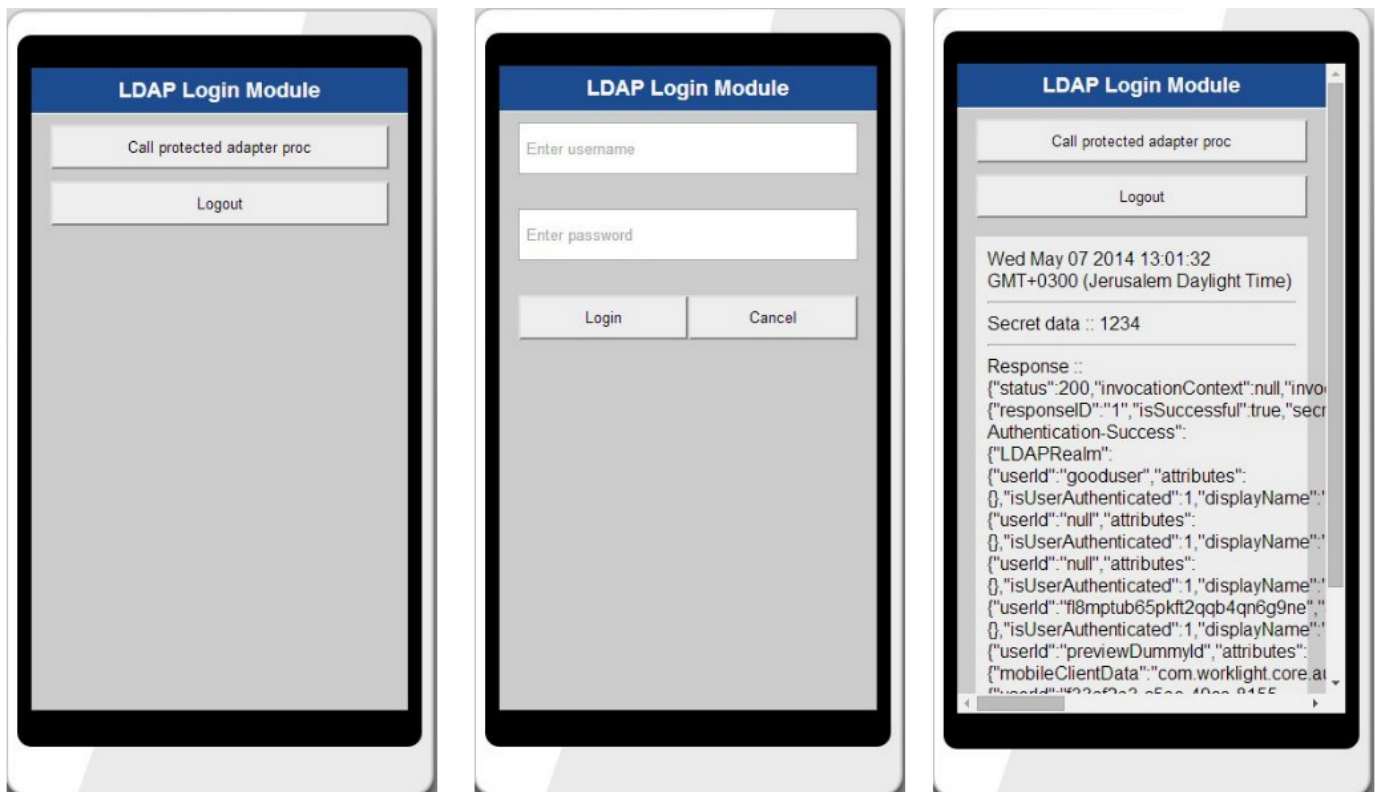 LDAP Login Module
Call protected adapter proc
Logout
LDAP Login Module
Enter username
Enter password
Login Cancel
LDAP Login Module
Call protected adapter proc
Logout
Wed May 07 2014 13:01:32
GMT+0300 (Jerusalem Daylight Time)
Secret data :: 1234
Response ::
{"status":200,"invocationContext":null,"invo
{"responseID":"1","isSuccessful":true,"secr
Authentication-Success":
{"LDAPRealm":
{"userId":"gooduser","attributes":
{},"isUserAuthenticated":1,"displayName":"
{"userId":"null","attributes":
{},"isUserAuthenticated":1,"displayName":"
{"userId":"null","attributes":
{},"isUserAuthenticated":1,"displayName":"
{"userId":"fl8mptub65pkft2qqb4qn6g9ne","
{},"isUserAuthenticated":1,"displayName":"
{"userId":"previewDummyId","attributes":
{"mobileClientData":"com.worklight.core.au